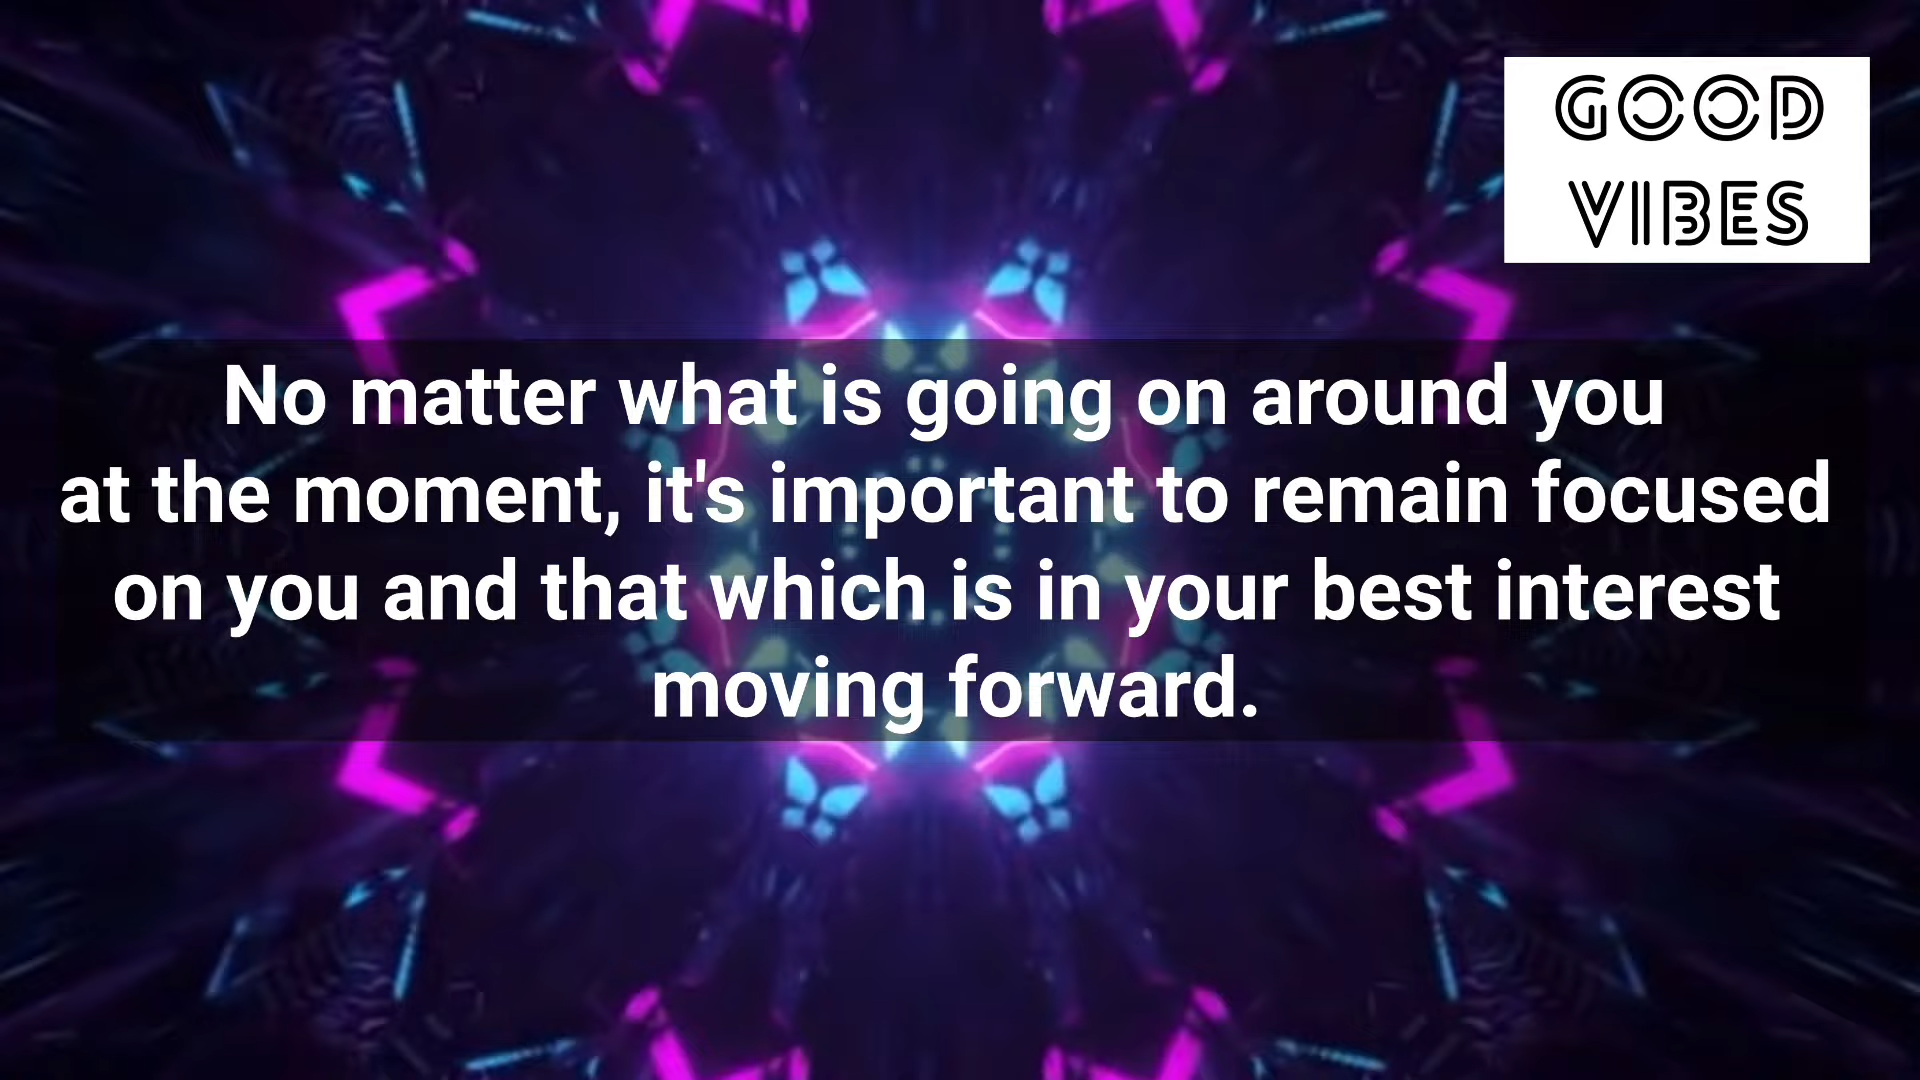 GOOD
VIBES
No matter what is going on around you
at the moment, it's important to remain focused
on you and that which is in your best interest
moving forward.